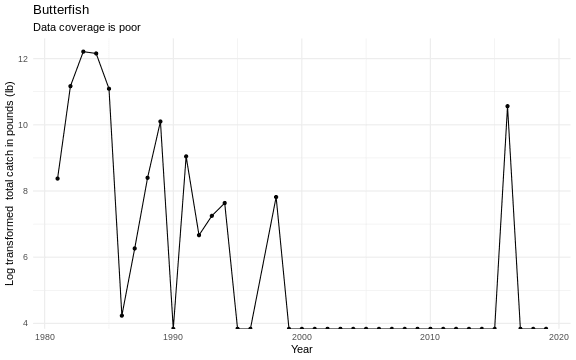 Butterfish
Data coverage is poor
Log transformed  total catch in pounds (lb)
12
10
8
6
4
1980
1990
2000
2010
2020
Year